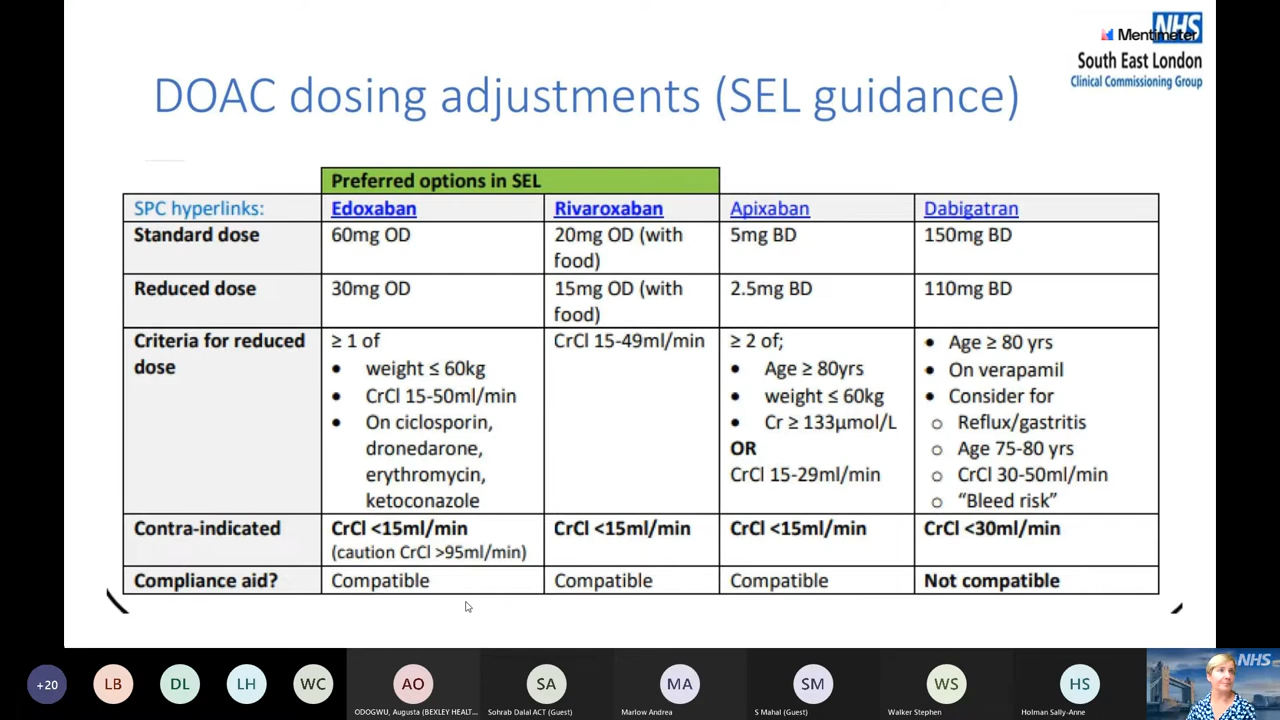 NHS
Mentimeter
South East London
Clinical Commissioning Group
DOAC dosing adjustments (SEL guidance)
Preferred options in SEL
SPC hyperlinks: Edoxaban Rivaroxaban Apixaban Dabigatran
Standard dose 60mg OD 20mg OD (with 5mg BD 150mg BD
food)
Reduced dose 30mg OD 15mg OD (with 2.5mg BD 110mg BD
food)
Criteria for reduced ≥ 1 of CrCl 15-49ml/min ≥ 2 of; • Age ≥ 80 yrs
dose • weight ≤ 60kg • Age ≥ 80yrs • On verapamil
• CrCl 15-50ml/min • weight ≤ 60kg • Consider for
• On ciclosporin, • Cr ≥ 133µmol/L o Reflux/gastritis
dronedarone, OR o Age 75-80 yrs
erythromycin, CrCl 15-29ml/min o CrCl 30-50ml/min
ketoconazole o “Bleed risk”
Contra-indicated CrCl <15ml/min CrCl <15ml/min CrCl <15ml/min CrCl <30ml/min
(caution CrCl >95ml/min)
Compliance aid? Compatible Compatible Compatible Not compatible
+20 LB DL LH WC AO SA MA SM WS HS NHS
ODOGWU, Augusta (BEXLEY HEALT... Sohrab Dalal ACT (Guest) Marlow Andrea S Mahal (Guest) Walker Stephen Holman Sally-Anne